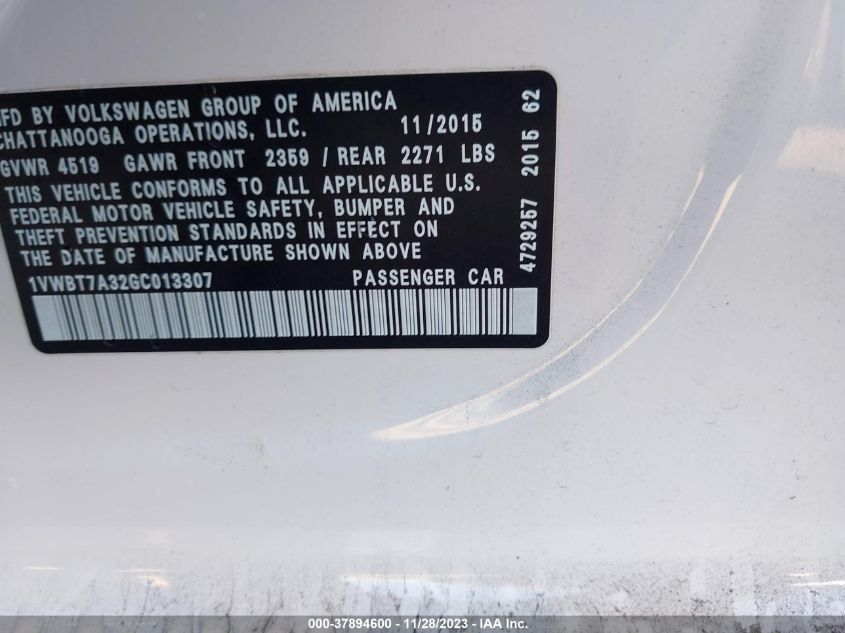 MFD BY VOLKSWAGEN GROUP OF AMERICA
CHATTANOOGA OPERATIONS, LLC. 11/2015
GVWR 4519 GAWR FRONT 2359 / REAR 2271 LBS
THIS VEHICLE CONFORMS TO ALL APPLICABLE U.S.
FEDERAL MOTOR VEHICLE SAFETY, BUMPER AND
THEFT PREVENTION STANDARDS IN EFFECT ON
THE DATE OF MANUFACTURE SHOWN ABOVE
1VWBT7A32GC013307 PASSENGER CAR
4729257 2015 62
000-37894600 - 11/28/2023 - IAA Inc.